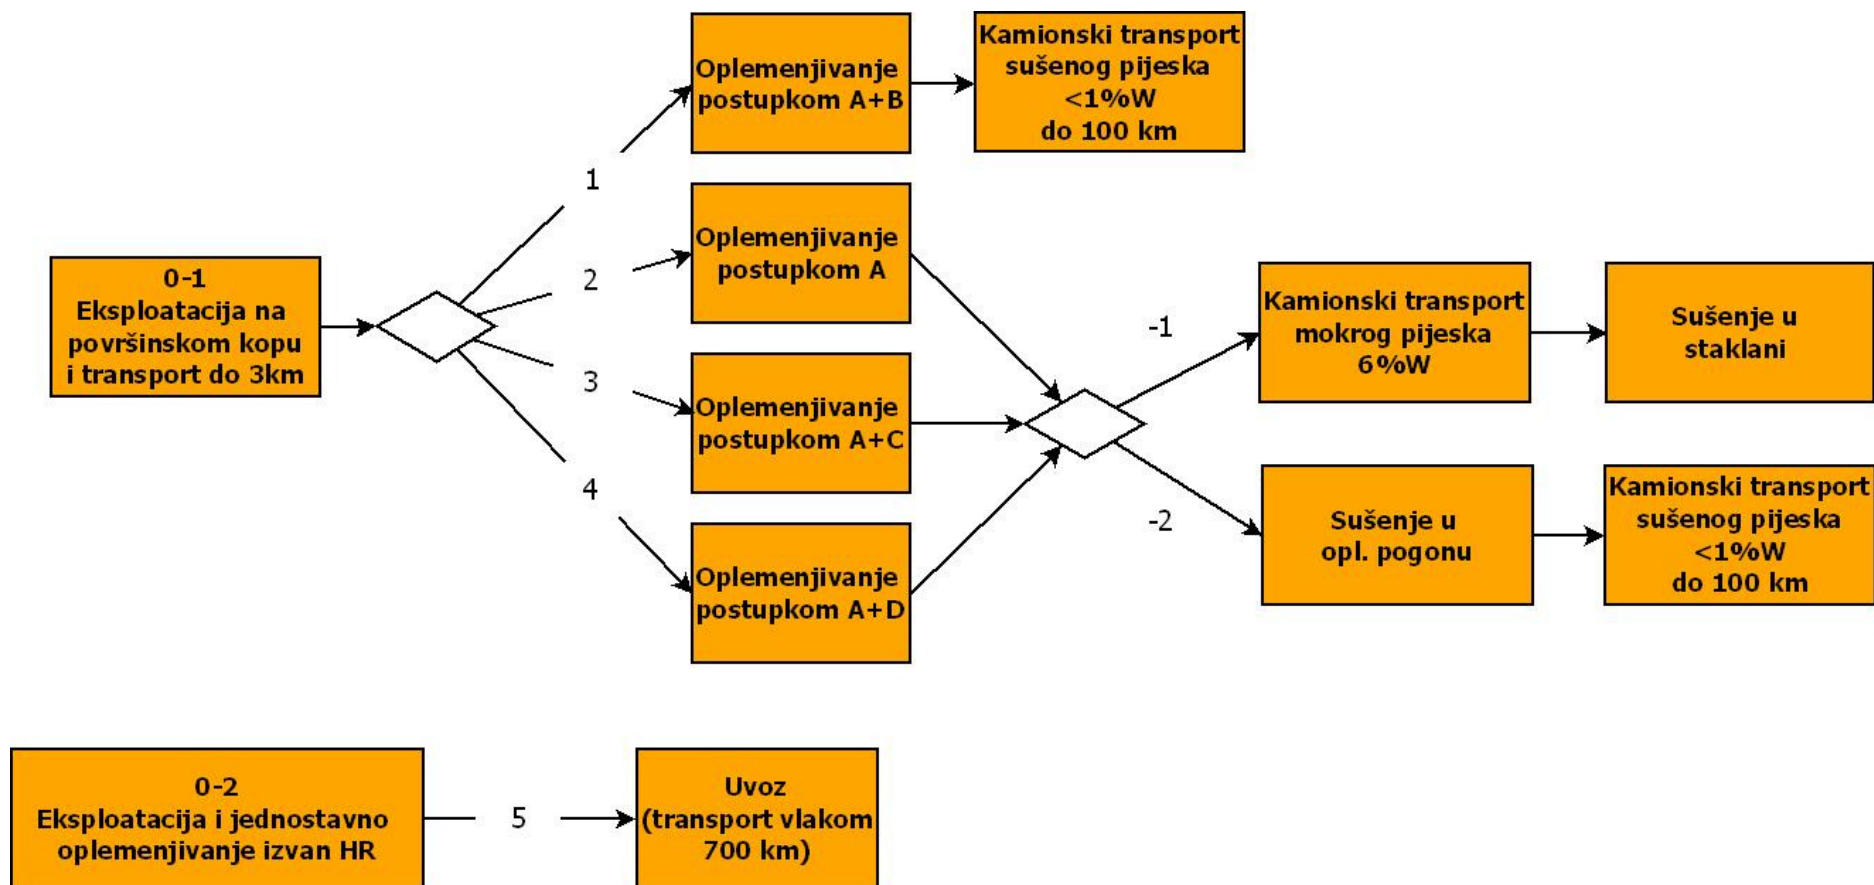 Oplemenjivanje
postupkom A+B
Kamionski transport
sušenog pijeska
<1%W
do 100 km
1
Oplemenjivanje
postupkom A
2
0-1
Eksploatacija na
površinskom kopu
i transport do 3km
Kamionski transport
mokrog pijeska
6%W
Sušenje u
staklani
-1
3
Oplemenjivanje
postupkom A+C
4
-2
Sušenje u
opl. pogonu
Kamionski transport
sušenog pijeska
<1%W
do 100 km
Oplemenjivanje
postupkom A+D
0-2
Eksploatacija i jednostavno
oplemenjivanje izvan HR
5
Uvoz
(transport vlakom
700 km)